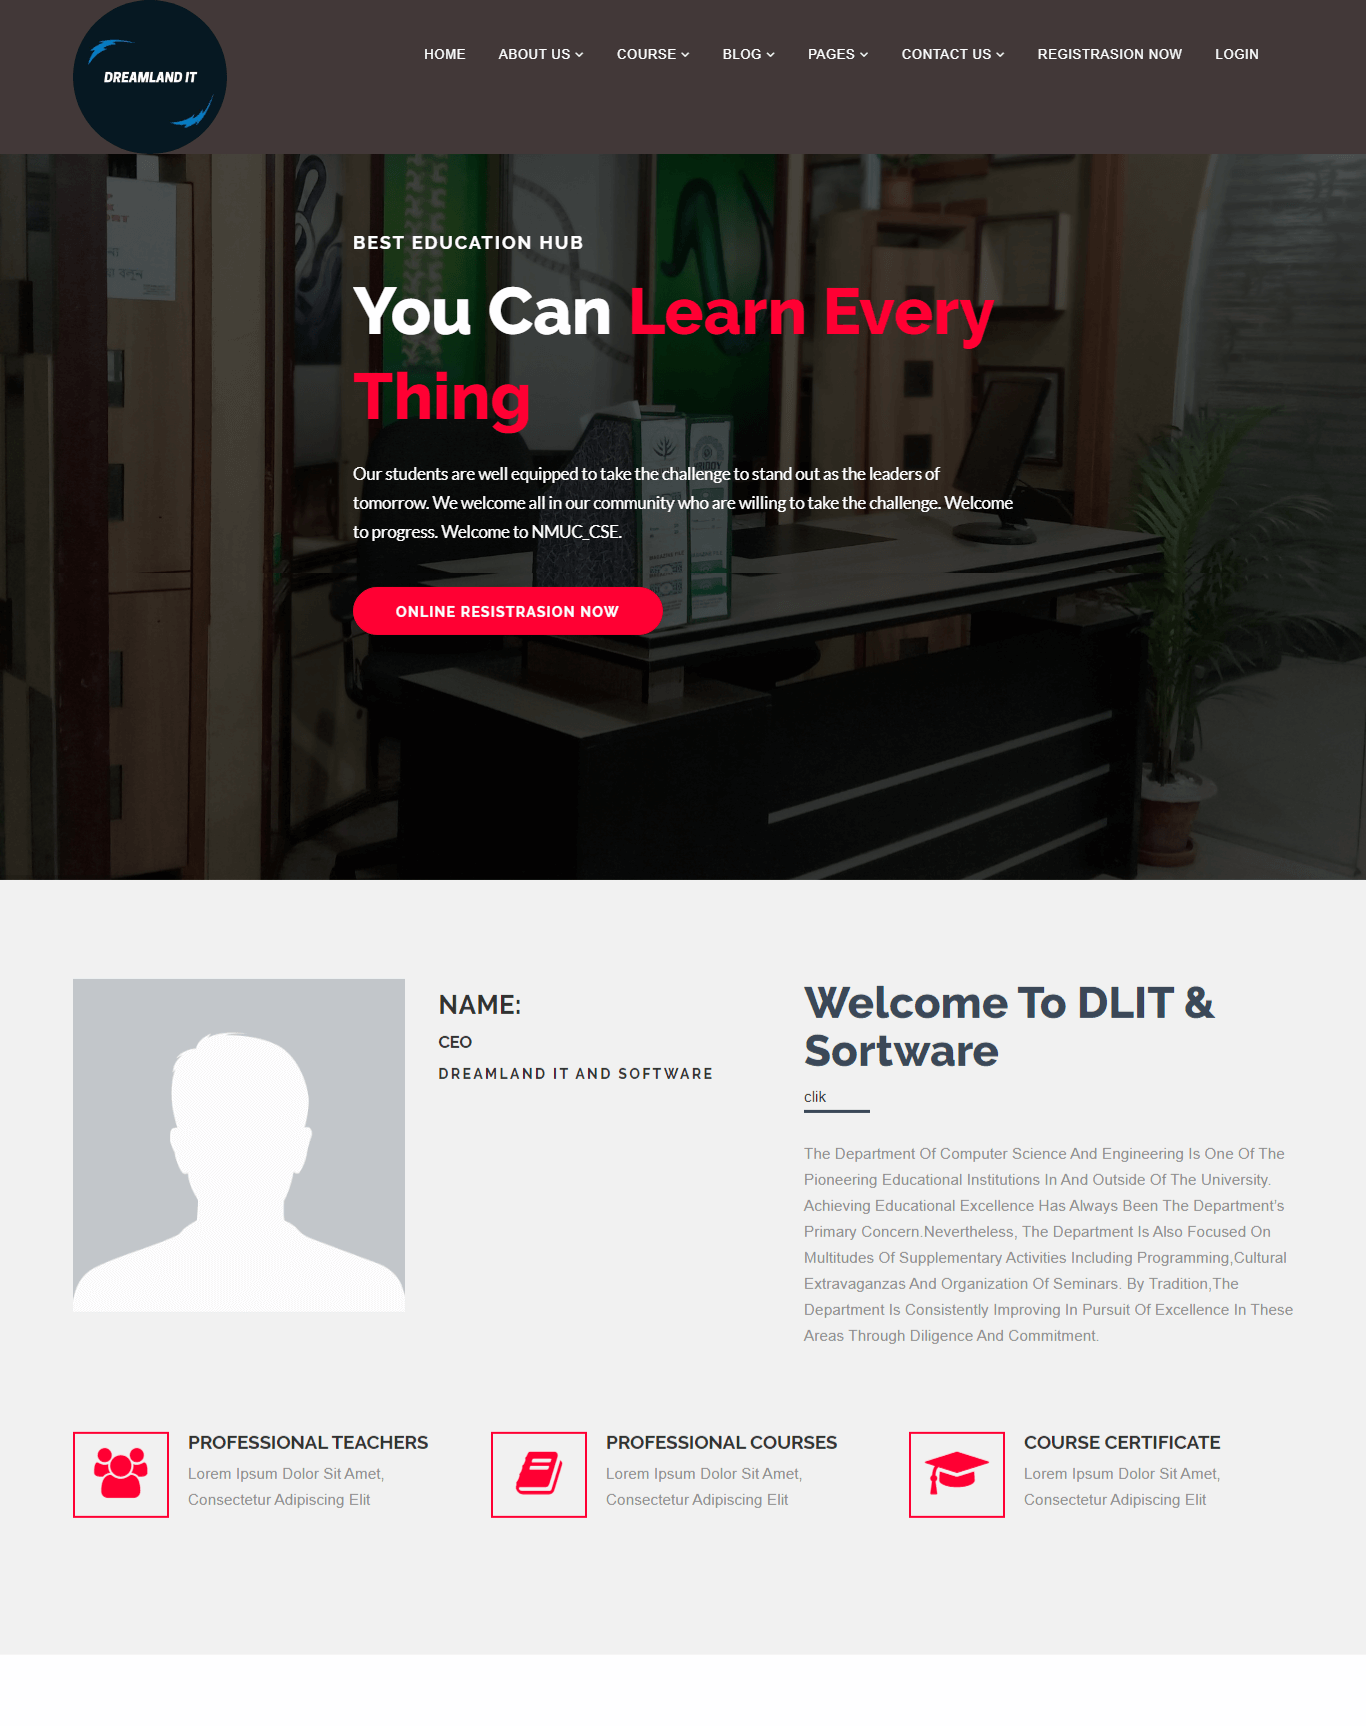 DREAMLAND IT
HOME ABOUT US COURSE BLOG PAGES CONTACT US REGISTRASION NOW LOGIN
BEST EDUCATION HUB
You Can Learn Every
Thing
Our students are well equipped to take the challenge to stand out as the leaders of
tomorrow. We welcome all in our community who are willing to take the challenge. Welcome
to progress. Welcome to NMUC_CSE.
ONLINE RESISTRASION NOW
NAME:
CEO
DREAMLAND IT AND SOFTWARE
Welcome To DLIT &
Sortware
clik
The Department Of Computer Science And Engineering Is One Of The
Pioneering Educational Institutions In And Outside Of The University.
Achieving Educational Excellence Has Always Been The Department’s
Primary Concern.Nevertheless, The Department Is Also Focused On
Multitudes Of Supplementary Activities Including Programming,Cultural
Extravaganzas And Organization Of Seminars. By Tradition,The
Department Is Consistently Improving In Pursuit Of Excellence In These
Areas Through Diligence And Commitment.
PROFESSIONAL TEACHERS
Lorem Ipsum Dolor Sit Amet,
Consectetur Adipiscing Elit
PROFESSIONAL COURSES
Lorem Ipsum Dolor Sit Amet,
Consectetur Adipiscing Elit
COURSE CERTIFICATE
Lorem Ipsum Dolor Sit Amet,
Consectetur Adipiscing Elit